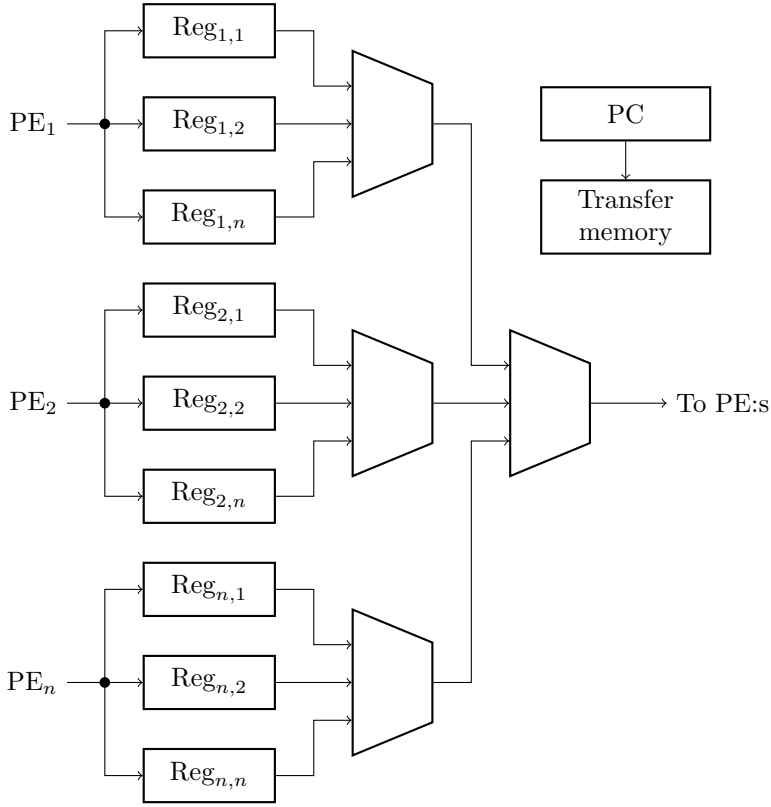 Reg₁,₁
PE₁
Reg₁,₂
Reg₁,ₙ
PC
Transfer
memory
Reg₂,₁
PE₂
Reg₂,₂
Reg₂,ₙ
To PE:s
Regₙ,₁
PEₙ
Regₙ,₂
Regₙ,ₙ